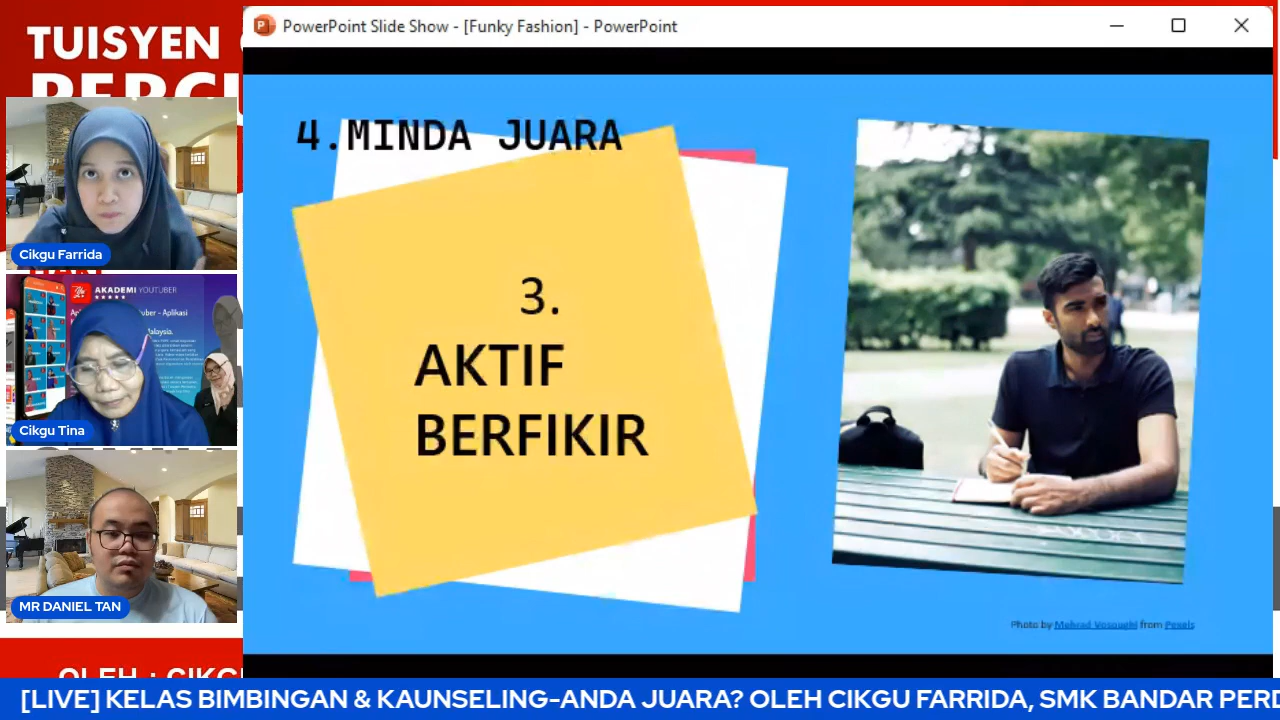 PowerPoint Slide Show - [Funky Fashion] - PowerPoint
TUISYEN
4.MINDA JUARA
3.
AKTIF
BERFIKIR
Photo by Mehrad Vosoughi from Pexels
Cikgu Farrida
AKADEMI YOUTUBER
Cikgu Tina
MR DANIEL TAN
OLEH : CIKG
[LIVE] KELAS BIMBINGAN & KAUNSELING-ANDA JUARA? OLEH CIKGU FARRIDA, SMK BANDAR PERD